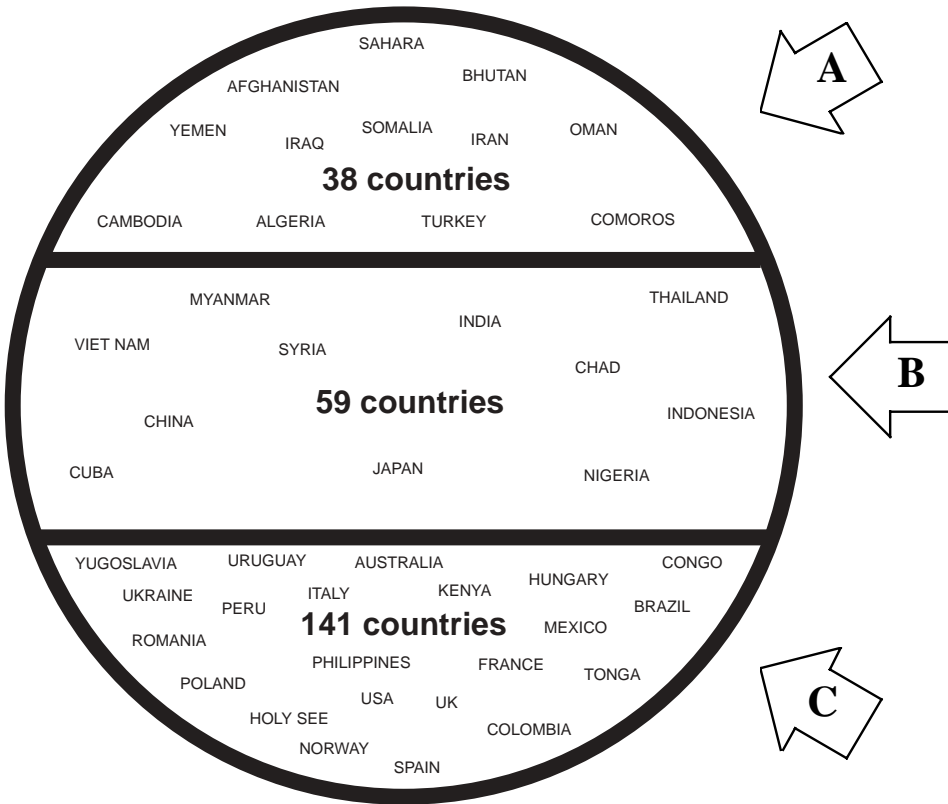 SAHARA
A
AFGHANISTAN
BHUTAN
YEMEN
IRAQ
SOMALIA
IRAN
OMAN
38 countries
CAMBODIA
ALGERIA
TURKEY
COMOROS
MYANMAR
INDIA
THAILAND
VIET NAM
SYRIA
CHAD
B
59 countries
CHINA
INDONESIA
CUBA
JAPAN
NIGERIA
YUGOSLAVIA
URUGUAY
AUSTRALIA
CONGO
UKRAINE
PERU
ITALY
KENYA
HUNGARY
BRAZIL
141 countries
ROMANIA
MEXICO
PHILIPPINES
FRANCE
TONGA
POLAND
USA
UK
C
HOLY SEE
COLOMBIA
NORWAY
SPAIN